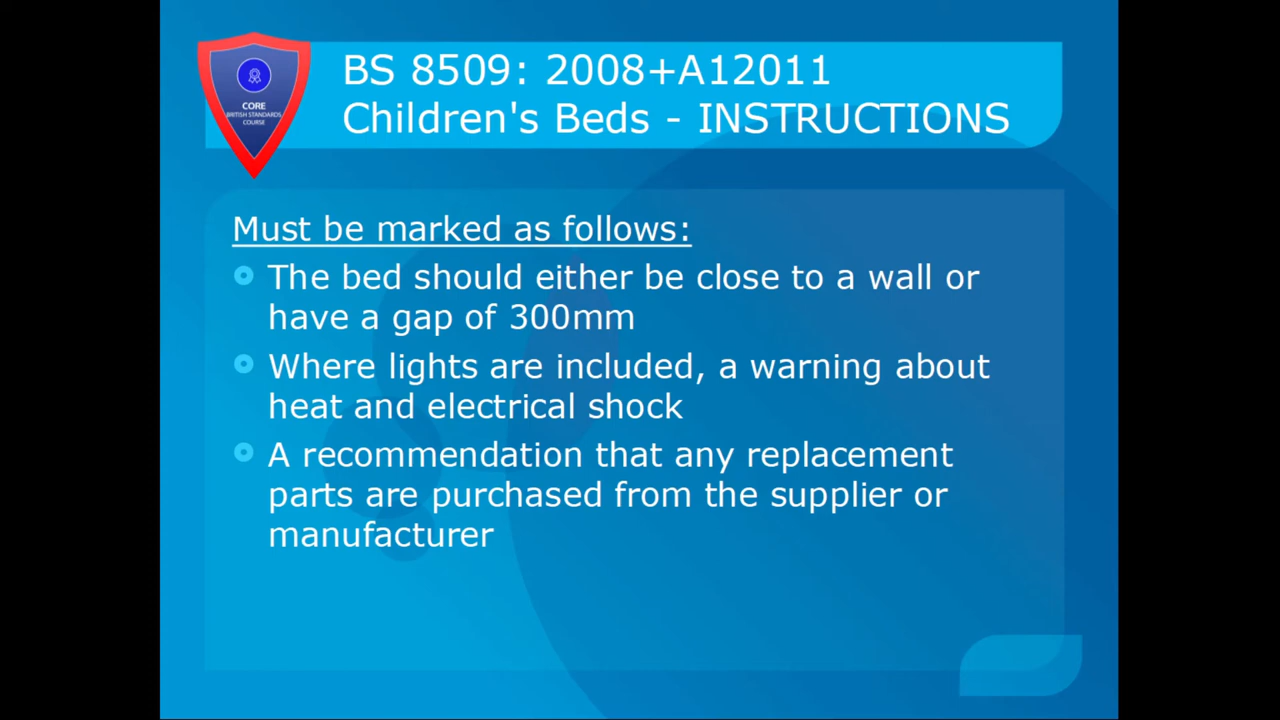 BS 8509: 2008+A12011
Children's Beds - INSTRUCTIONS
CORE
BRITISH STANDARDS
COURSE
Must be marked as follows:
The bed should either be close to a wall or
have a gap of 300mm
Where lights are included, a warning about
heat and electrical shock
A recommendation that any replacement
parts are purchased from the supplier or
manufacturer